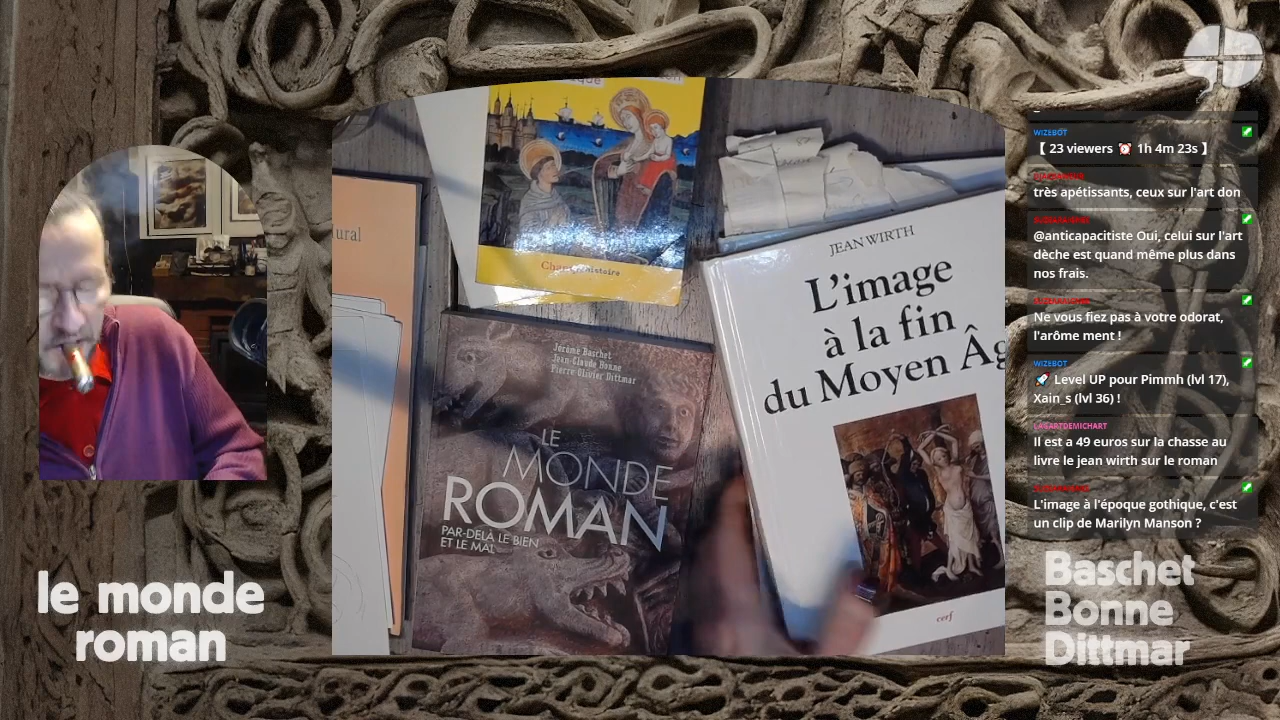 le monde
roman
ural
Chan
histoire
Jérôme Baschet
Jean-Claude Bonne
Pierre Olivier Dittmar
LE
MONDE
ROMAN
PAR-DELÀ LE BIEN
ET LE MAL
JEAN WIRTH
L'image
à la fin
du Moyen Âg
cerf
WIZEBOT
【 23 viewers ⏰ 1h 4m 23s 】
très apétissants, ceux sur l'art don
@anticapacitiste Oui, celui sur l'art
dèche est quand même plus dans
nos frais.
Ne vous fiez pas à votre odorat,
l'arôme ment !
WIZEBOT
🚀 Level UP pour Pimmh (lvl 17),
Xain_s (lvl 36) !
LAGARTDEMICHART
Il est a 49 euros sur la chasse au
livre le jean wirth sur le roman
L'image à l'époque gothique, c'est
un clip de Marilyn Manson ?
Baschet
Bonne
Dittmar